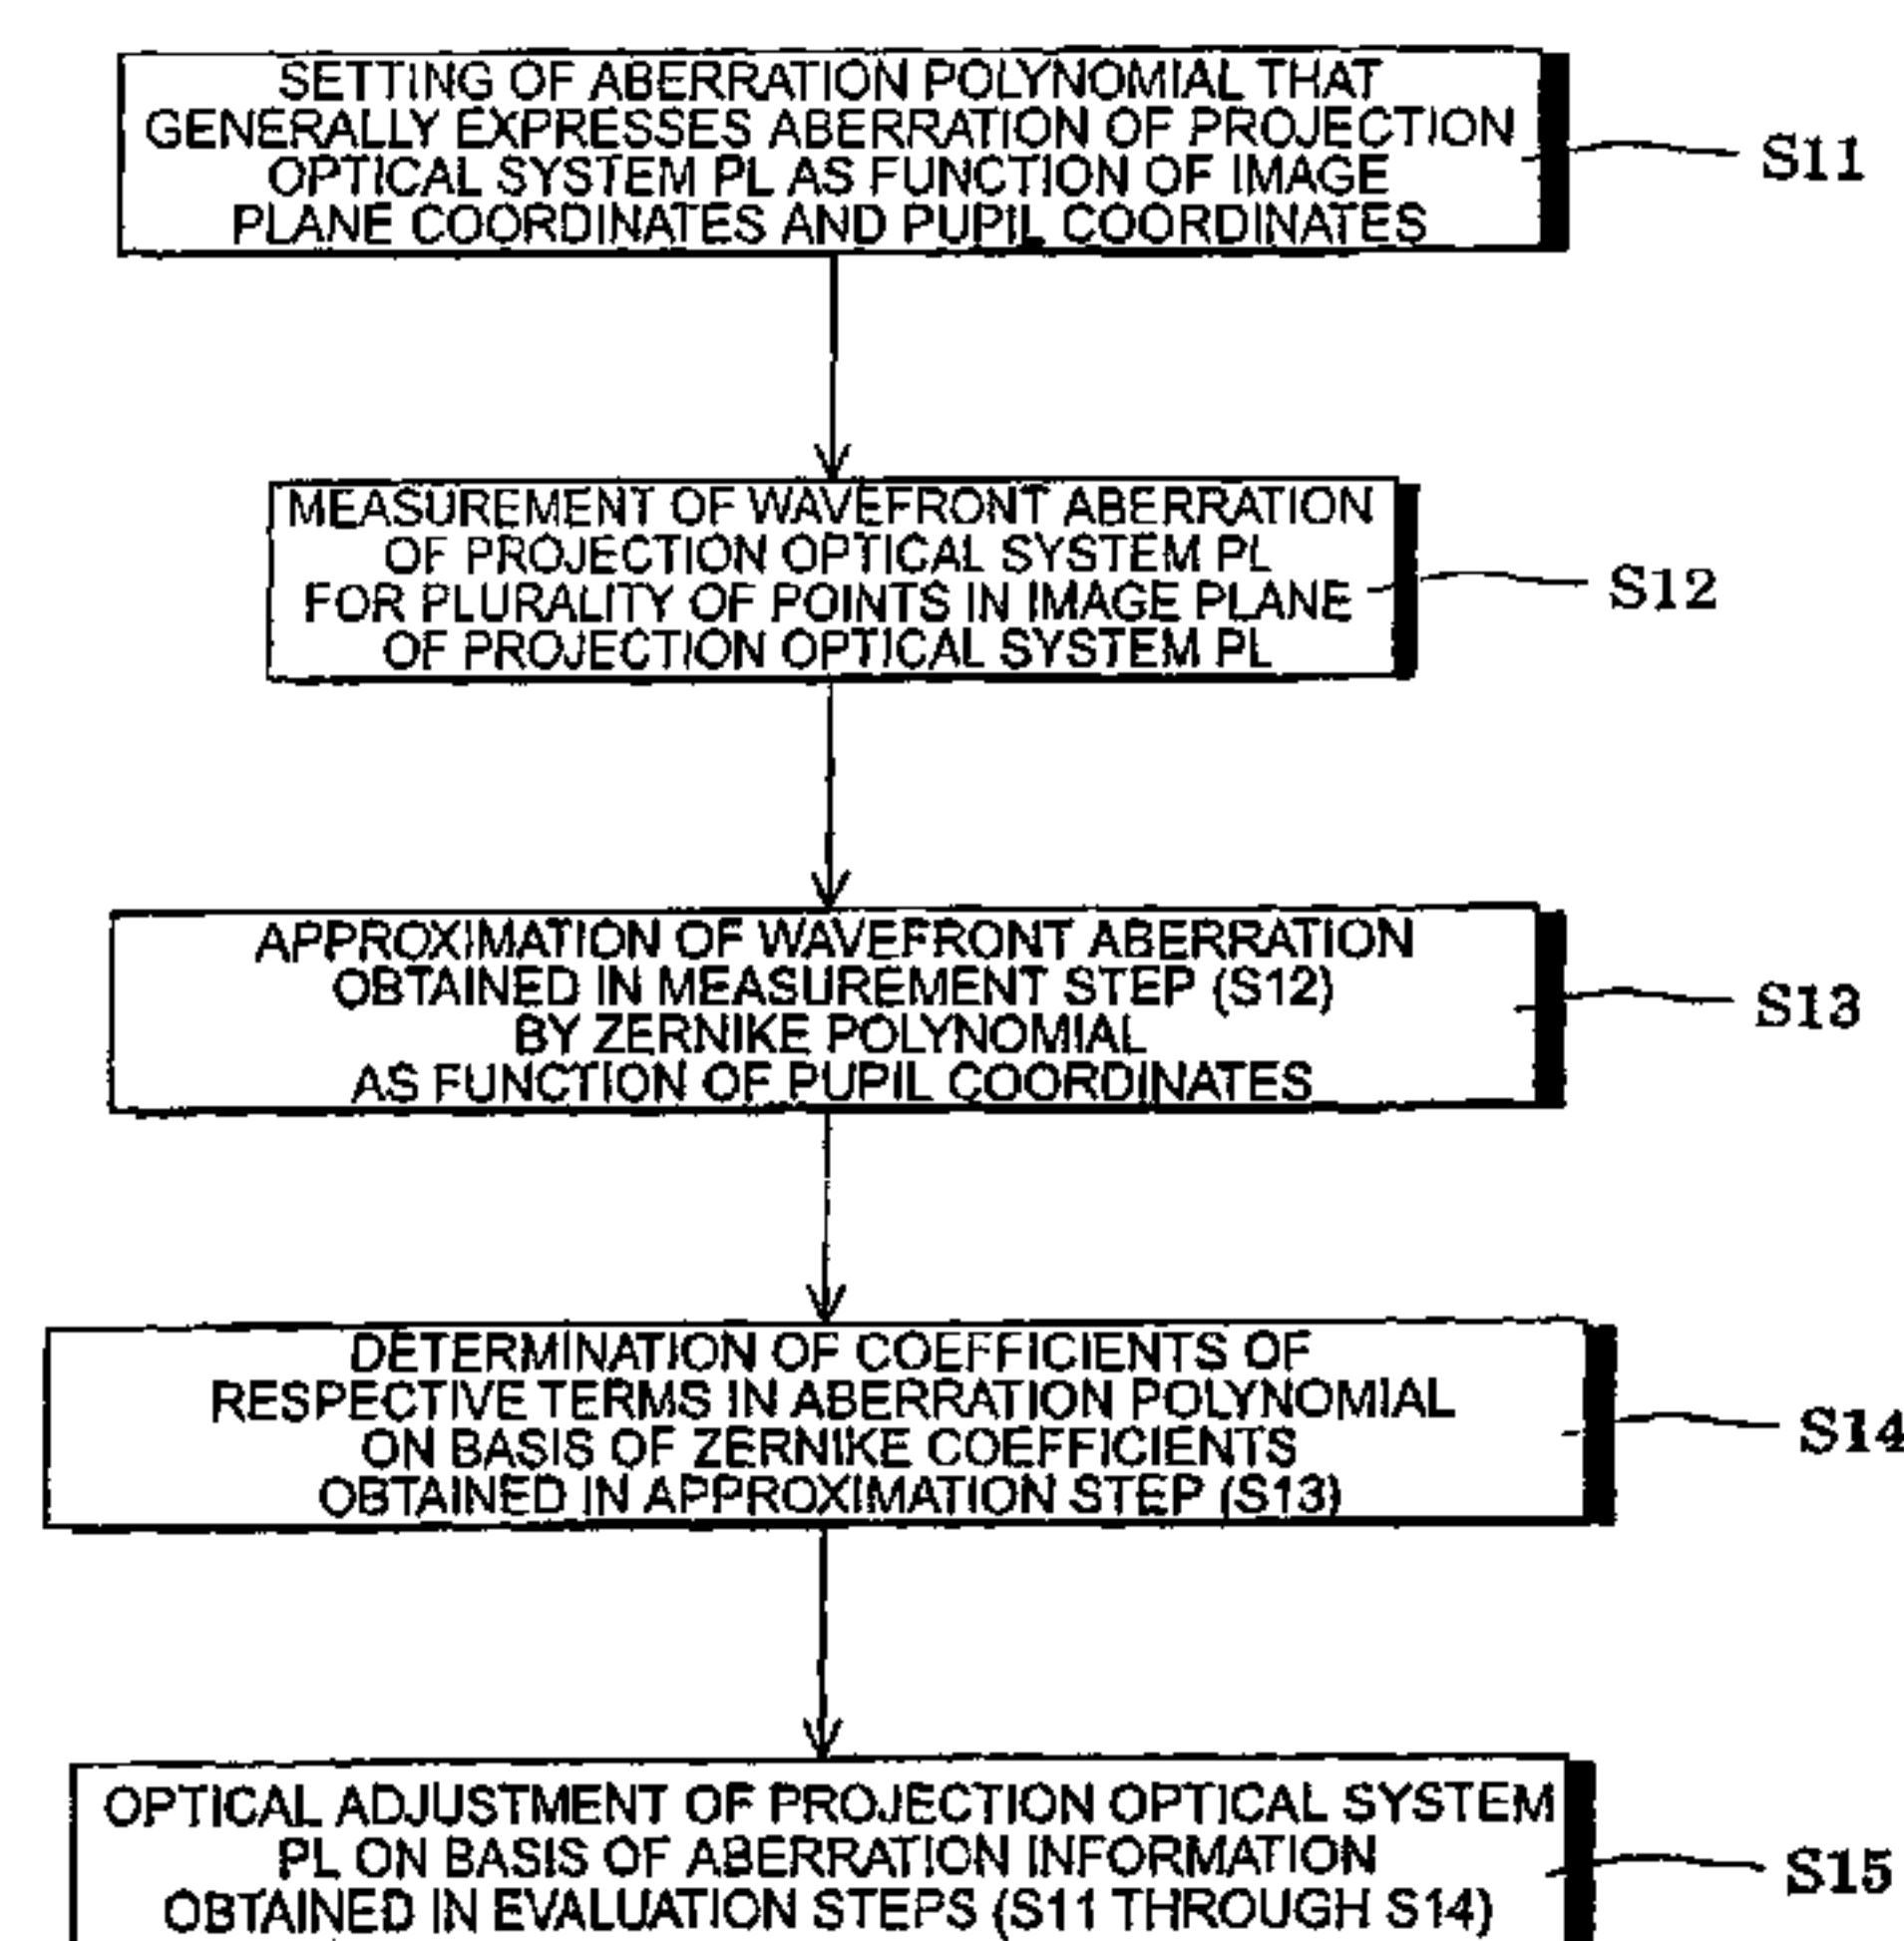 SETTING OF ABERRATION POLYNOMIAL THAT
GENERALLY EXPRESSES ABERRATION OF PROJECTION
OPTICAL SYSTEM PL AS FUNCTION OF IMAGE
PLANE COORDINATES AND PUPIL COORDINATES
S11
MEASUREMENT OF WAVEFRONT ABERRATION
OF PROJECTION OPTICAL SYSTEM PL
FOR PLURALITY OF POINTS IN IMAGE PLANE
OF PROJECTION OPTICAL SYSTEM PL
S12
APPROXIMATION OF WAVEFRONT ABERRATION
OBTAINED IN MEASUREMENT STEP (S12)
BY ZERNIKE POLYNOMIAL
AS FUNCTION OF PUPIL COORDINATES
S13
DETERMINATION OF COEFFICIENTS OF
RESPECTIVE TERMS IN ABERRATION POLYNOMIAL
ON BASIS OF ZERNIKE COEFFICIENTS
OBTAINED IN APPROXIMATION STEP (S13)
S14
OPTICAL ADJUSTMENT OF PROJECTION OPTICAL SYSTEM
PL ON BASIS OF ABERRATION INFORMATION
OBTAINED IN EVALUATION STEPS (S11 THROUGH S14)
S15